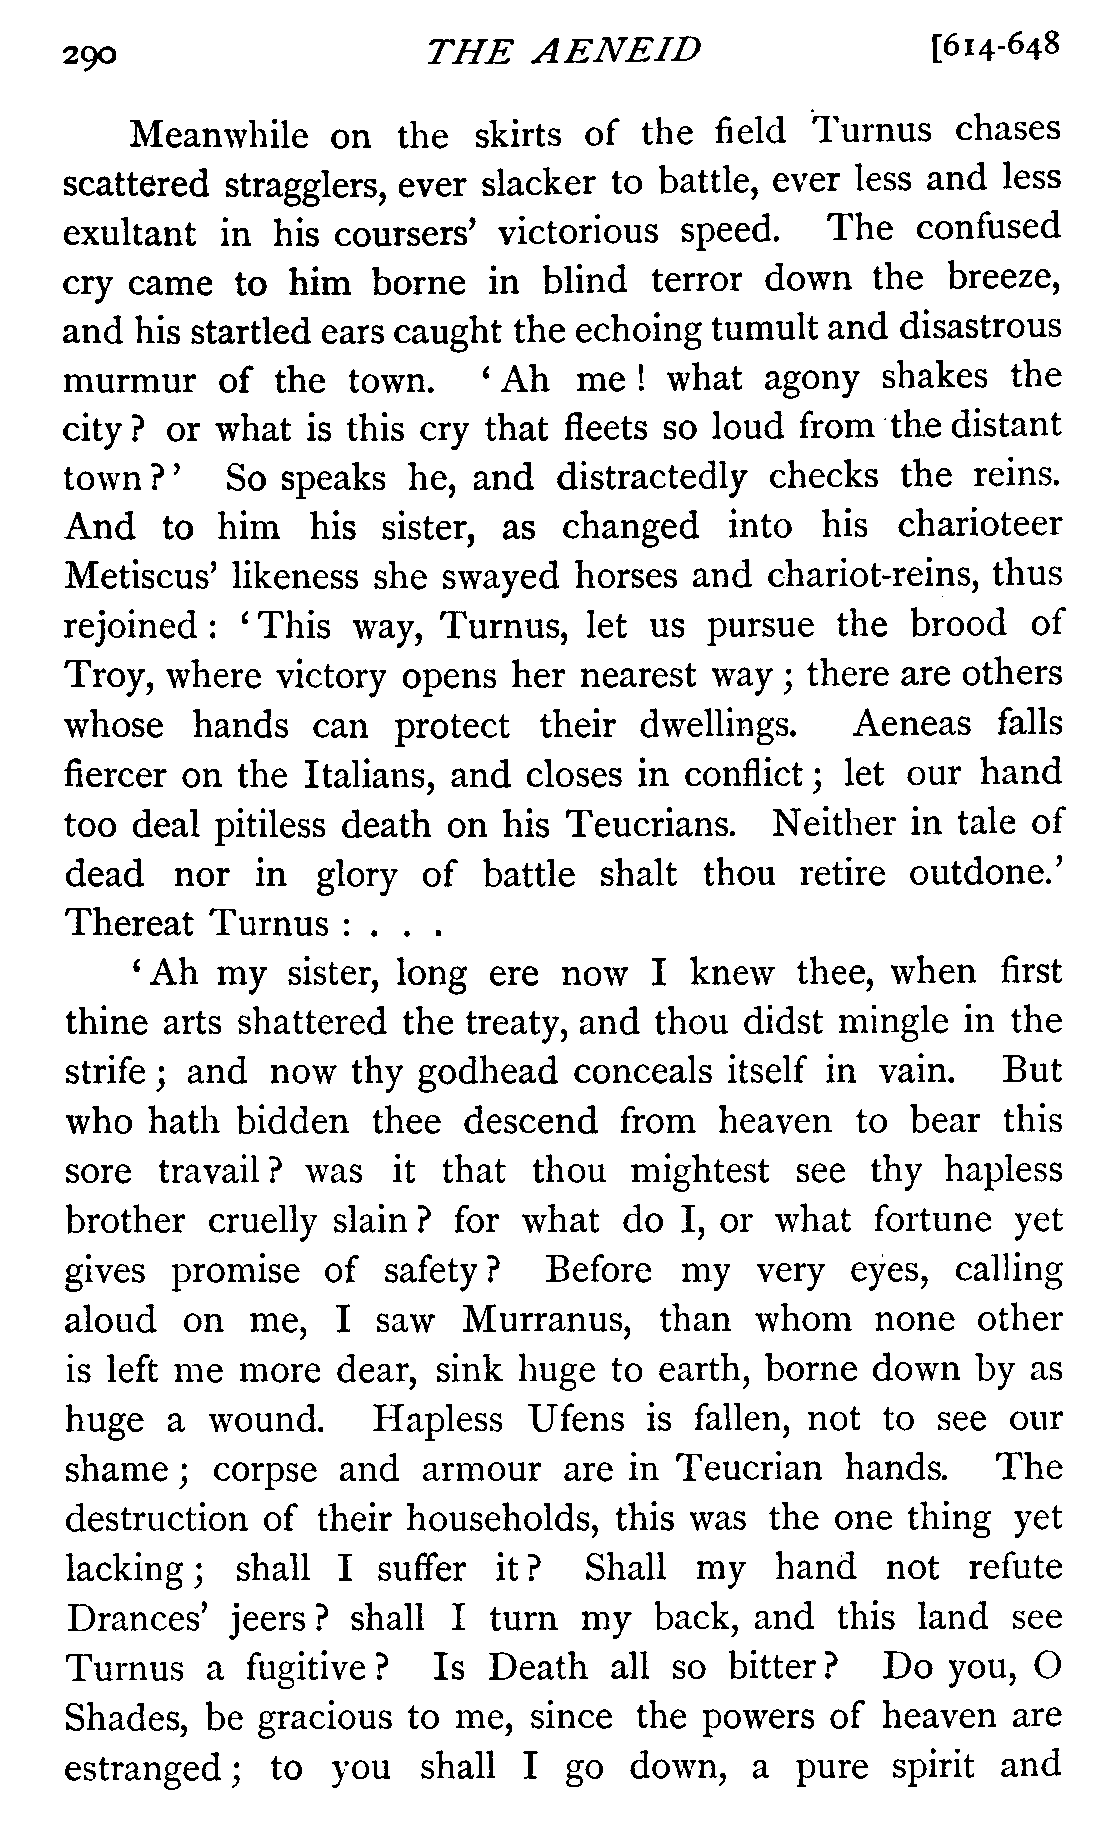 290 THE AENEID [614-648
Meanwhile on the skirts of the field Turnus chases
scattered stragglers, ever slacker to battle, ever less and less
exultant in his coursers' victorious speed. The confused
cry came to him borne in blind terror down the breeze,
and his startled ears caught the echoing tumult and disastrous
murmur of the town. ‘Ah me! what agony shakes the
city? or what is this cry that fleets so loud from the distant
town?’ So speaks he, and distractedly checks the reins.
And to him his sister, as changed into his charioteer
Metiscus' likeness she swayed horses and chariot-reins, thus
rejoined: ‘This way, Turnus, let us pursue the brood of
Troy, where victory opens her nearest way; there are others
whose hands can protect their dwellings. Aeneas falls
fiercer on the Italians, and closes in conflict; let our hand
too deal pitiless death on his Teucrians. Neither in tale of
dead nor in glory of battle shalt thou retire outdone.’
Thereat Turnus: . . .
‘Ah my sister, long ere now I knew thee, when first
thine arts shattered the treaty, and thou didst mingle in the
strife; and now thy godhead conceals itself in vain. But
who hath bidden thee descend from heaven to bear this
sore travail? was it that thou mightest see thy hapless
brother cruelly slain? for what do I, or what fortune yet
gives promise of safety? Before my very eyes, calling
aloud on me, I saw Murranus, than whom none other
is left me more dear, sink huge to earth, borne down by as
huge a wound. Hapless Ufens is fallen, not to see our
shame; corpse and armour are in Teucrian hands. The
destruction of their households, this was the one thing yet
lacking; shall I suffer it? Shall my hand not refute
Drances' jeers? shall I turn my back, and this land see
Turnus a fugitive? Is Death all so bitter? Do you, O
Shades, be gracious to me, since the powers of heaven are
estranged; to you shall I go down, a pure spirit and